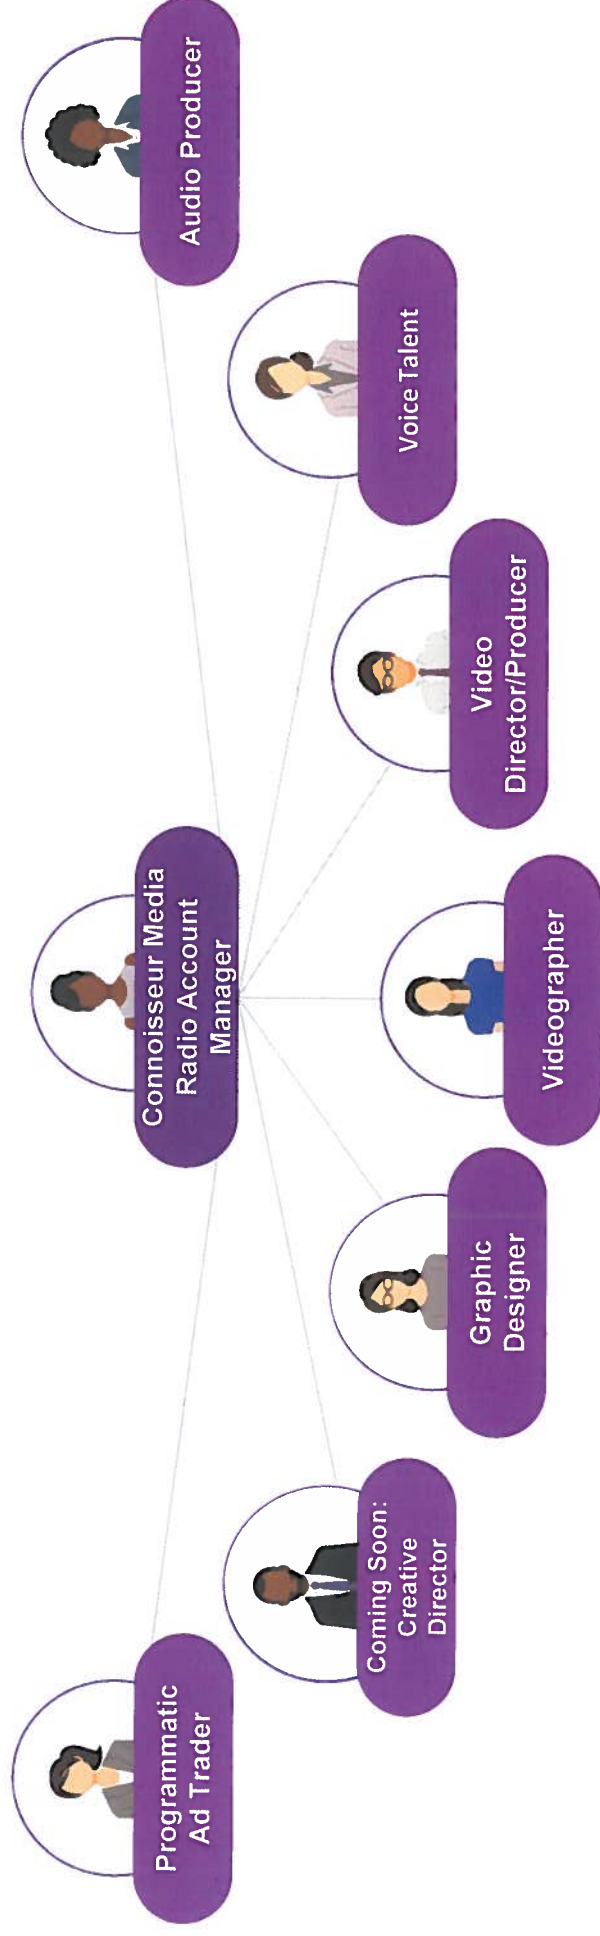 Connoisseur Media
Radio Account
Manager
Programmatic
Ad Trader
Coming Soon:
Creative
Director
Graphic
Designer
Videographer
Video
Director/Producer
Voice Talent
Audio Producer